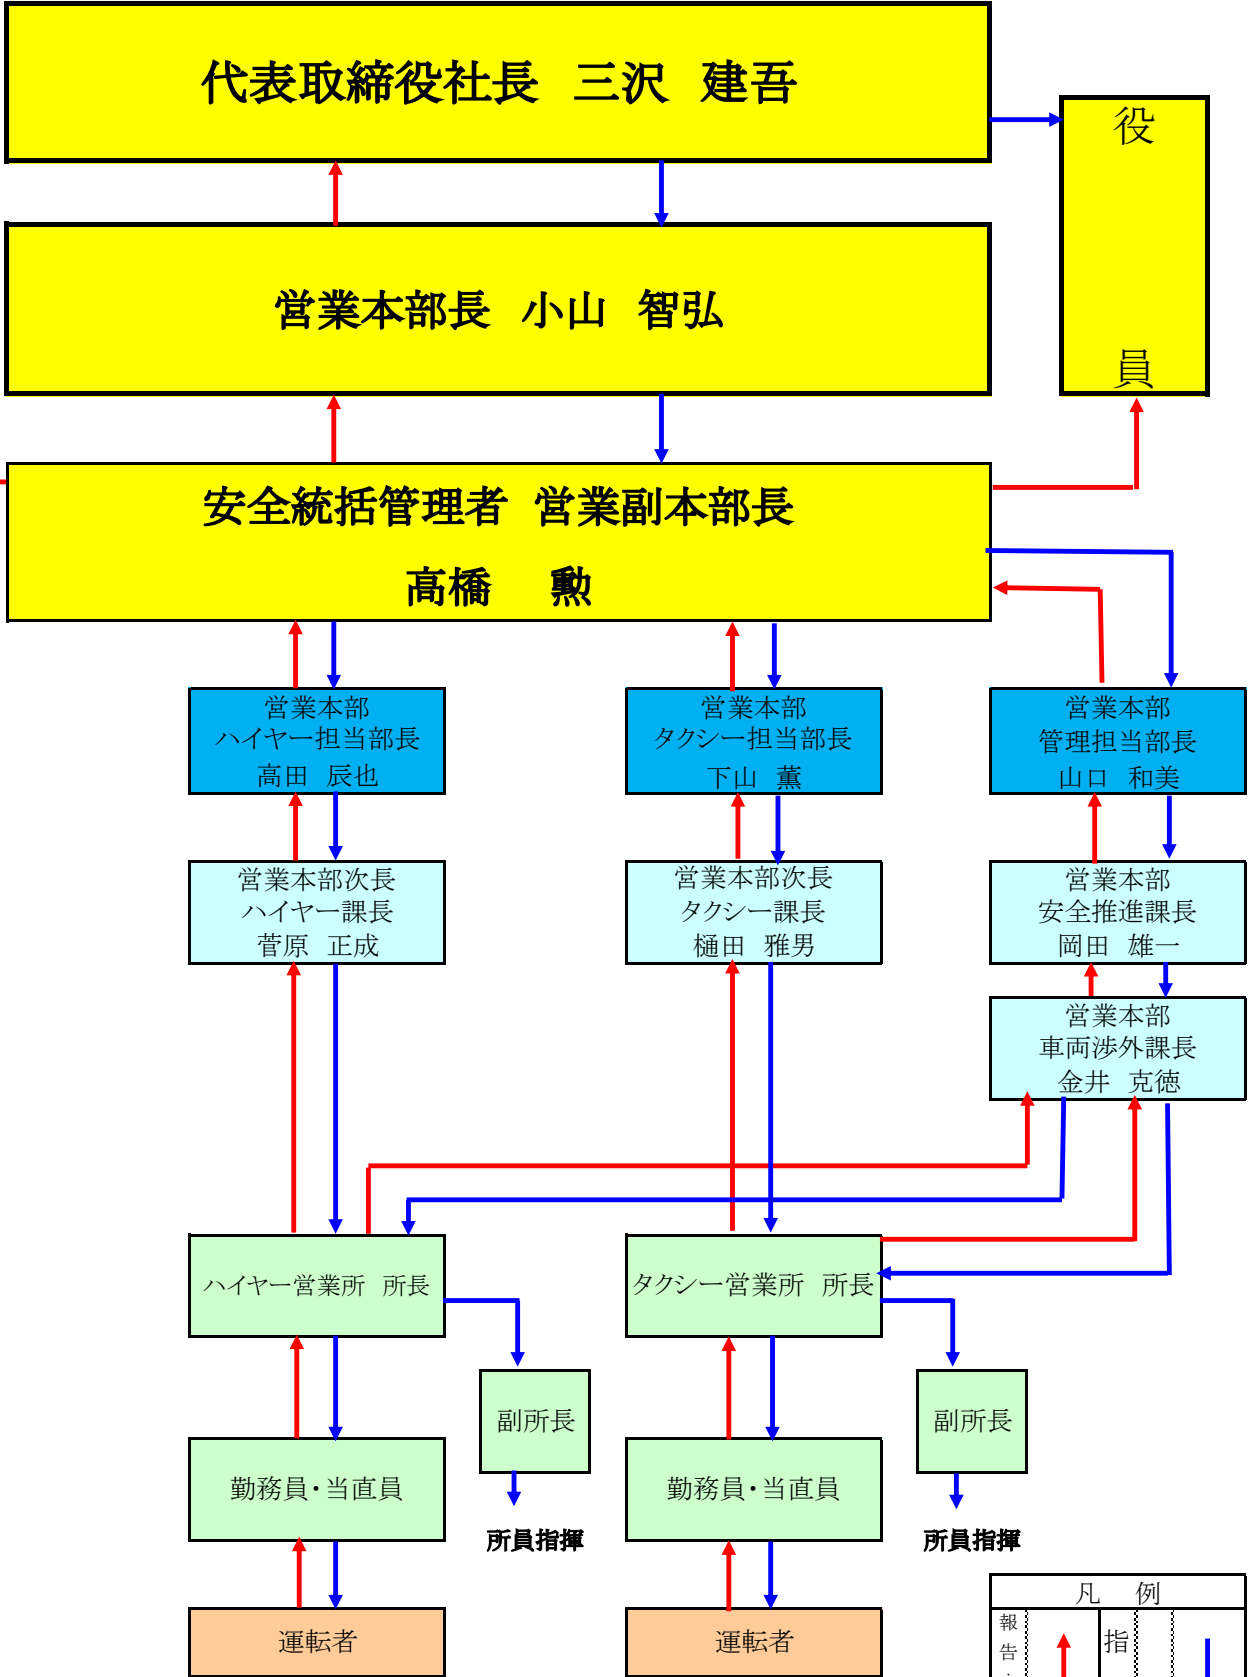 代表取締役社長　三沢　建吾
役員
営業本部長　小山　智弘
安全統括管理者　営業副本部長
高橋　勲
営業本部
ハイヤー担当部長
高田　辰也
営業本部
タクシー担当部長
下山　薫
営業本部
管理担当部長
山口　和美
営業本部次長
ハイヤー課長
菅原　正成
営業本部次長
タクシー課長
樋田　雅男
営業本部
安全推進課長
岡田　雄一
営業本部
車両渉外課長
金井　克徳
ハイヤー営業所　所長
タクシー営業所　所長
副所長
副所長
勤務員・当直員
勤務員・当直員
所員指揮
所員指揮
運転者
運転者
凡　例
報告・
指